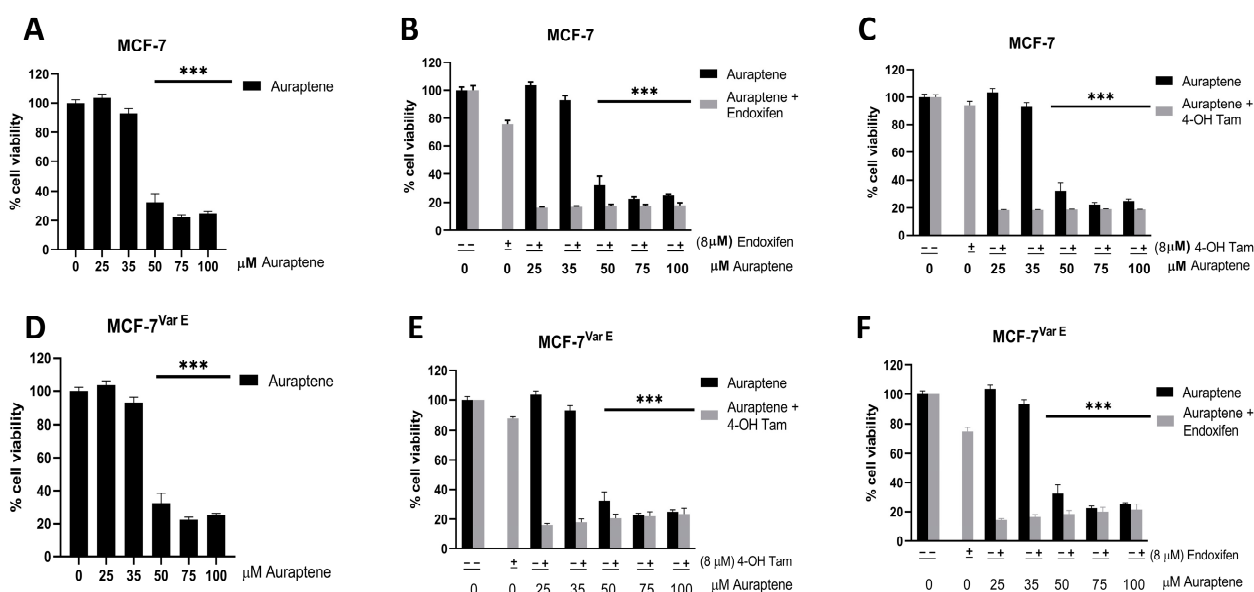 A
MCF-7
***
Auraptene
% cell viability
120
100
80
60
40
20
0
0 25 35 50 75 100 μM Auraptene
B
MCF-7
***
Auraptene
Auraptene +
Endoxifen
% cell viability
120
100
80
60
40
20
0
-- + -+ -+ -+ -+ -+ (8μM) Endoxifen
0 0 25 35 50 75 100 μM Auraptene
C
MCF-7
***
Auraptene
Auraptene +
4-OH Tam
% cell viability
120
100
80
60
40
20
0
-- + -+ -+ -+ -+ -+ (8μM) 4-OH Tam
0 0 25 35 50 75 100 μM Auraptene
D
MCF-7Var E
***
Auraptene
% cell viability
120
100
80
60
40
20
0
0 25 35 50 75 100 μM Auraptene
E
MCF-7Var E
***
Auraptene
Auraptene +
4-OH Tam
% cell viability
120
100
80
60
40
20
0
-- + -+ -+ -+ -+ -+ (8 μM) 4-OH Tam
0 0 25 35 50 75 100 μM Auraptene
F
MCF-7Var E
***
Auraptene
Auraptene +
Endoxifen
% cell viability
120
100
80
60
40
20
0
-- + -+ -+ -+ -+ -+ (8 μM) Endoxifen
0 0 25 35 50 75 100 μM Auraptene